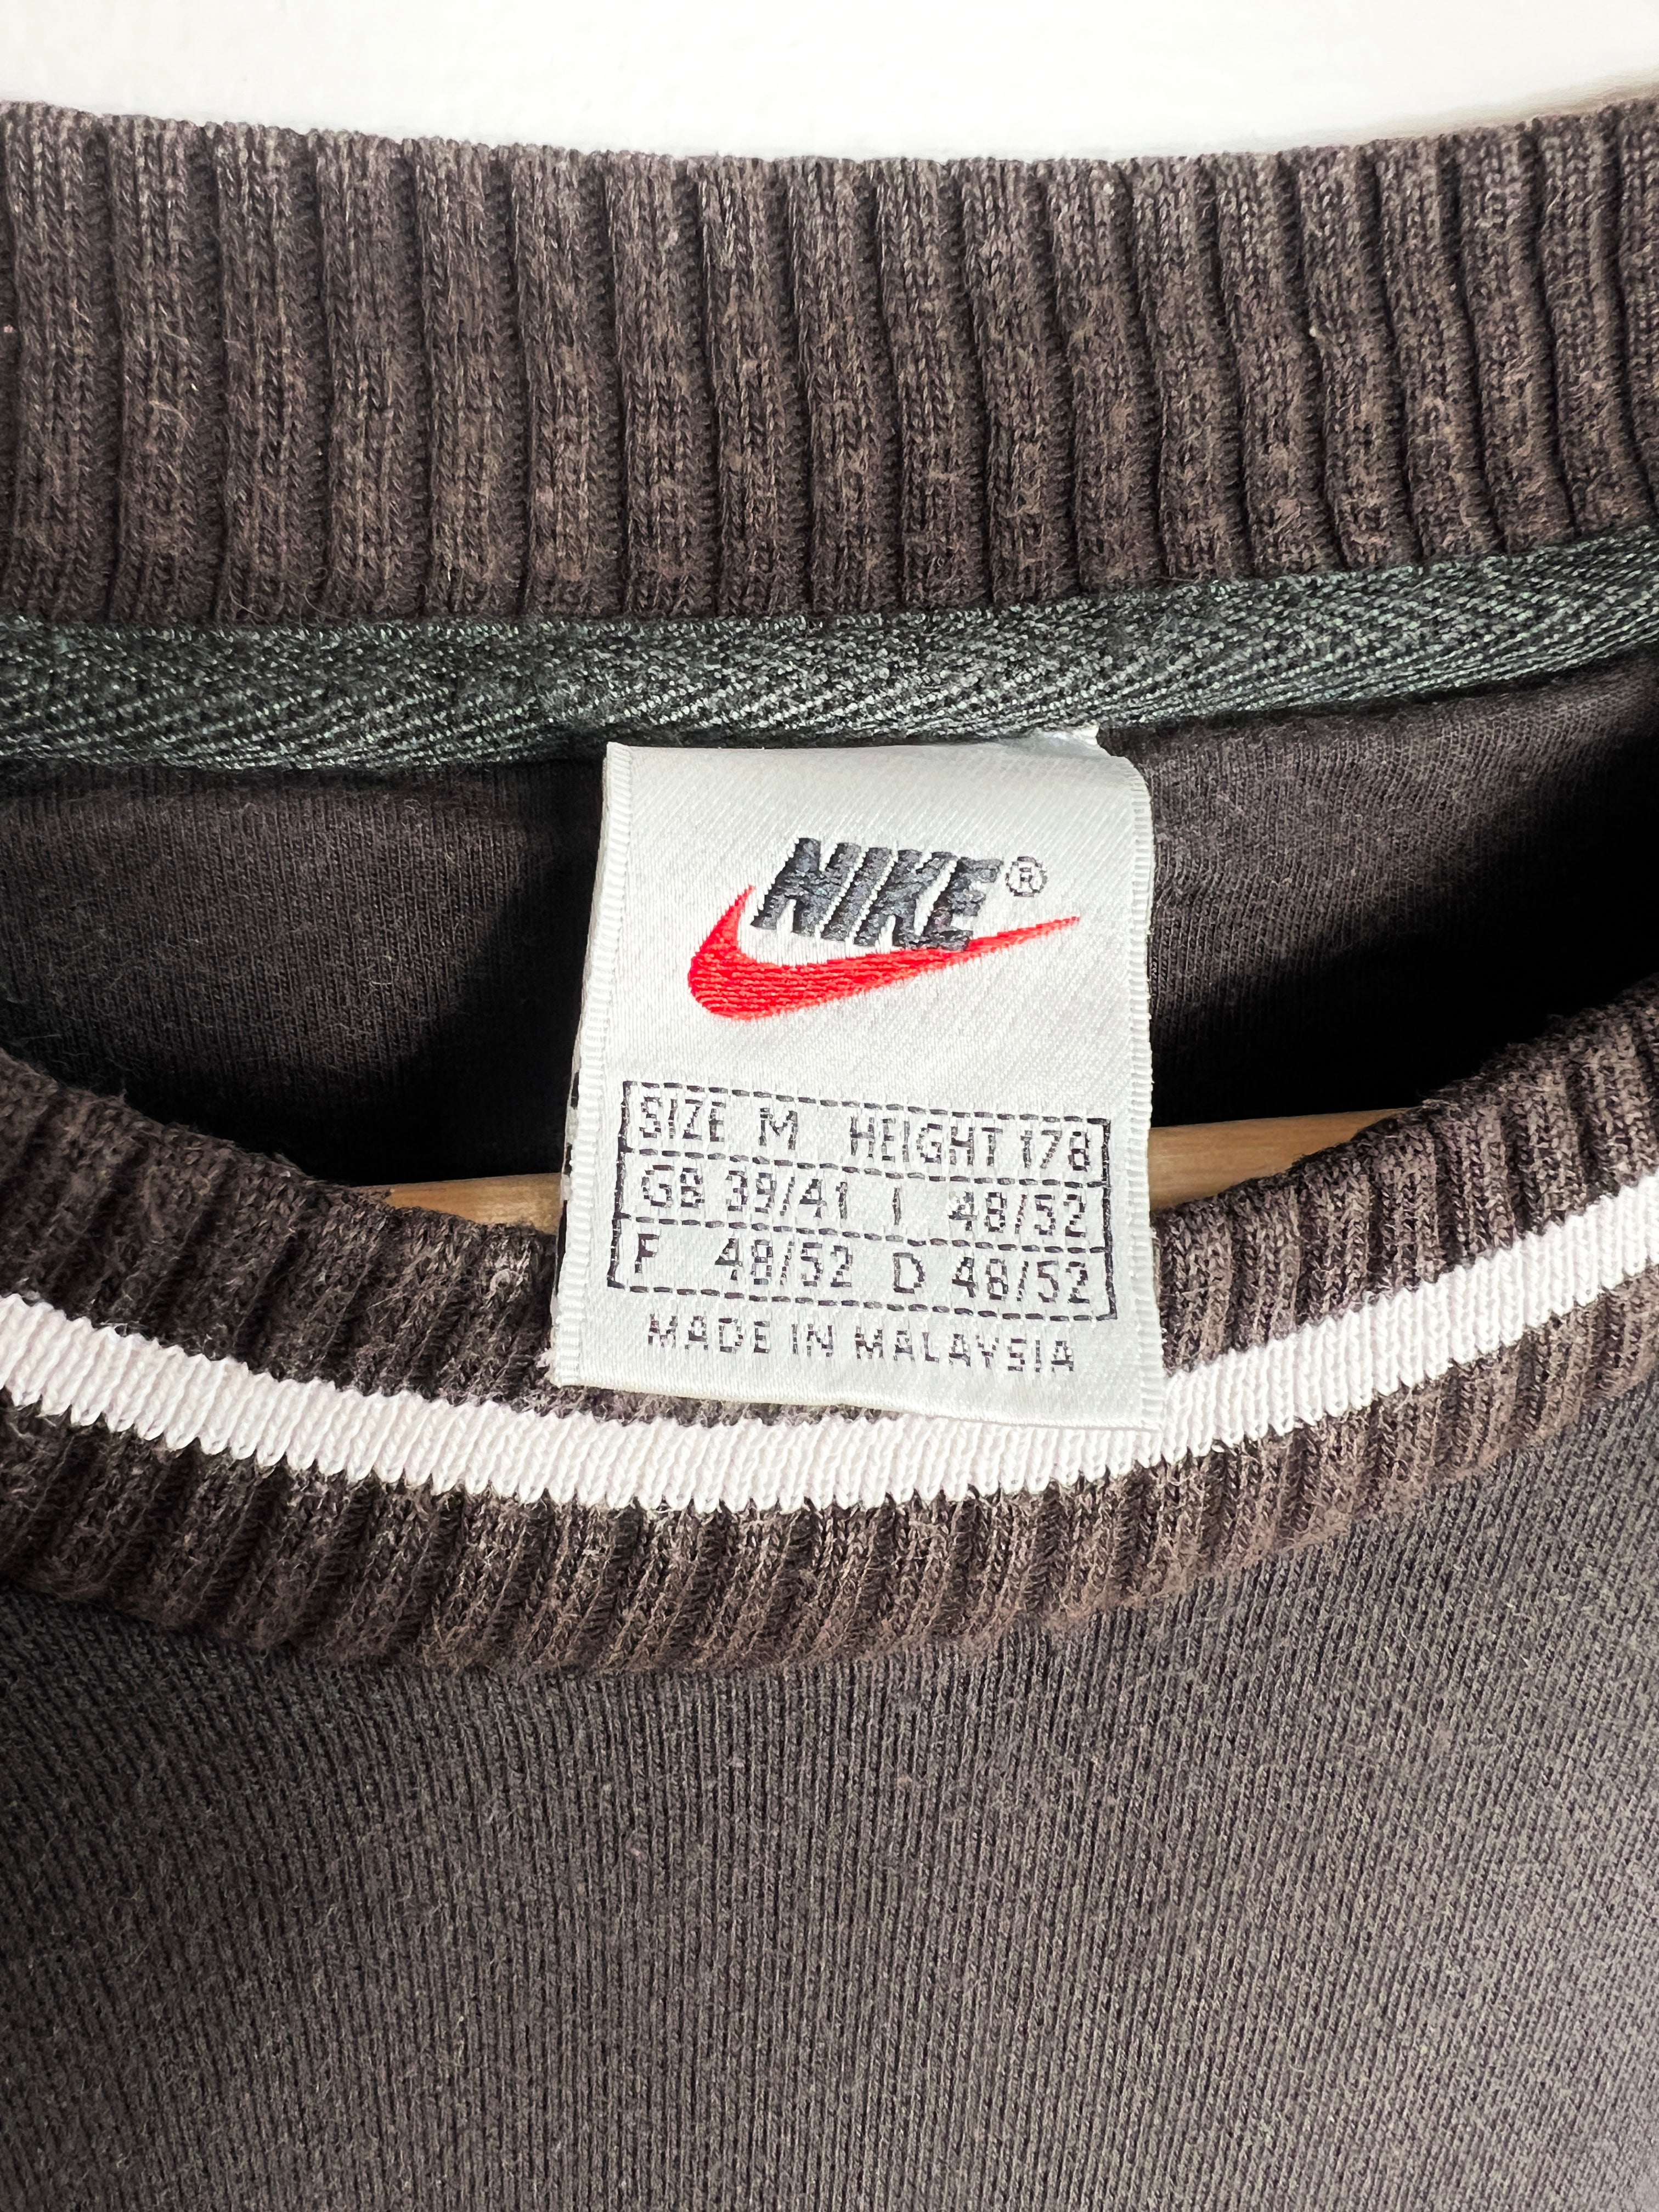 NIKE®
SIZE M HEIGHT 178
GB 39/41 I 48/52
F 48/52 D 48/52
MADE IN MALAYSIA